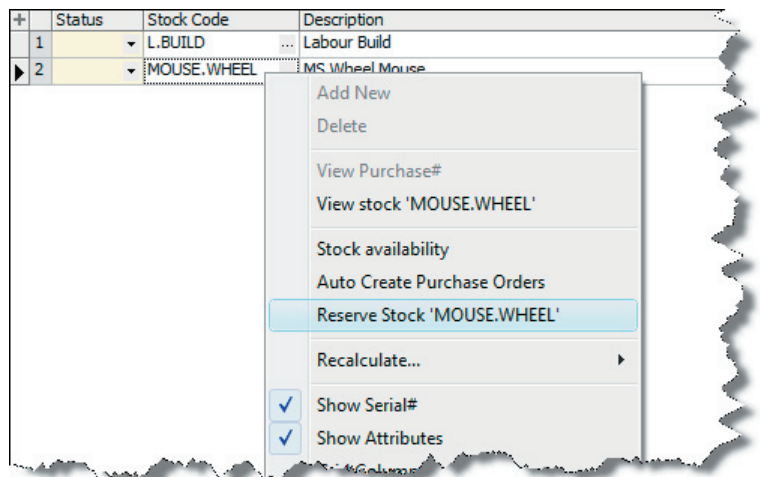 + Status Stock Code Description
1 L.BUILD ... Labour Build
2 MOUSE.WHEEL MS Wheel Mouse
Add New
Delete
View Purchase#
View stock 'MOUSE.WHEEL'
Stock availability
Auto Create Purchase Orders
Reserve Stock 'MOUSE.WHEEL'
Recalculate...
Show Serial#
Show Attributes